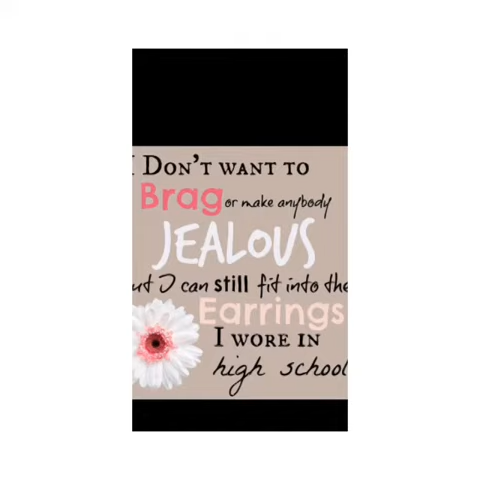 I DON'T WANT TO
Brag or make anybody
JEALOUS
ut I can still fit into the
Earrings
I WORE IN
high school